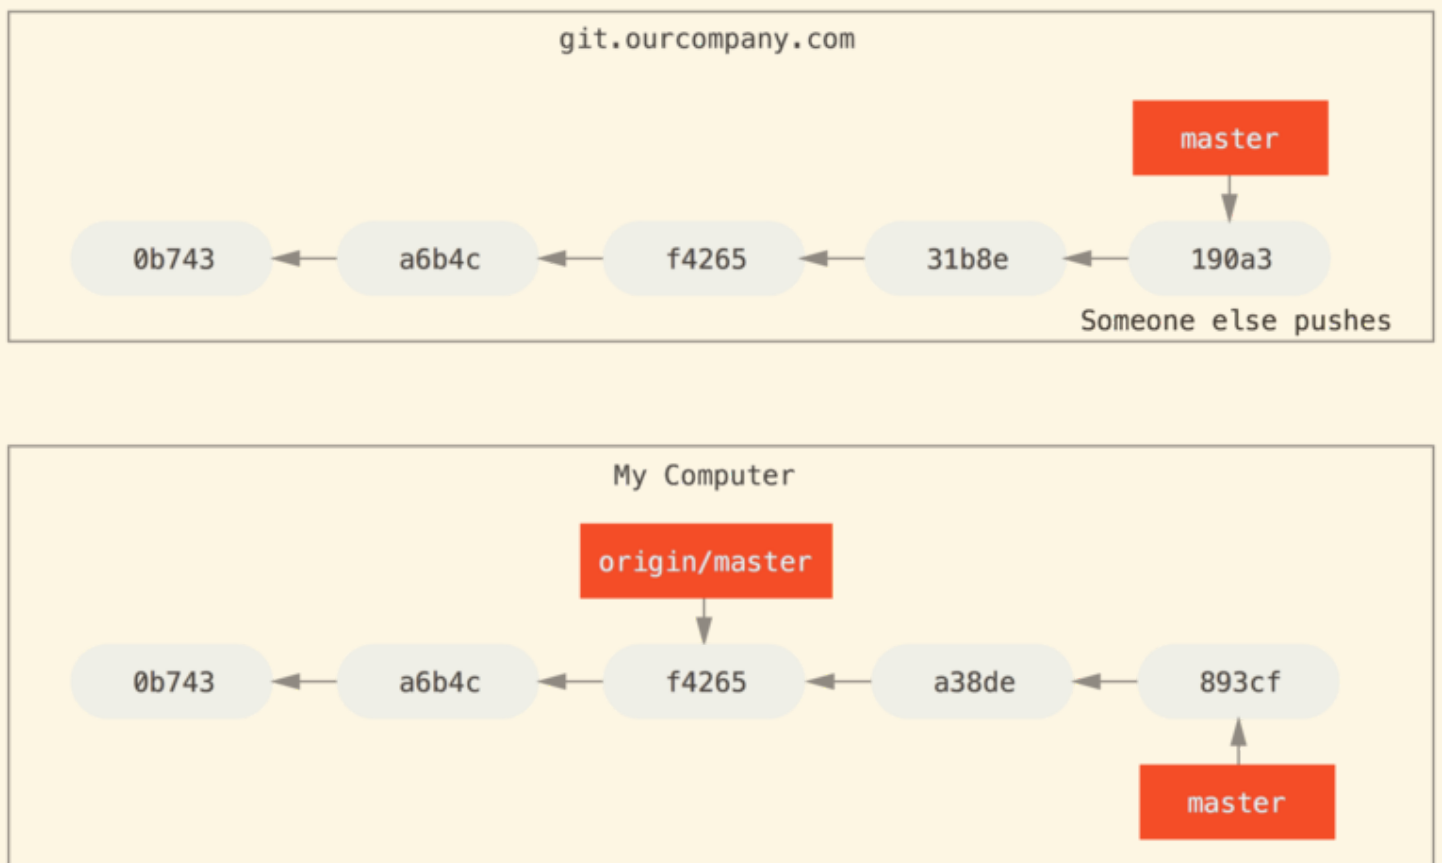 git.ourcompany.com
master
0b743 a6b4c f4265 31b8e 190a3
Someone else pushes
My Computer
origin/master
0b743 a6b4c f4265 a38de 893cf
master